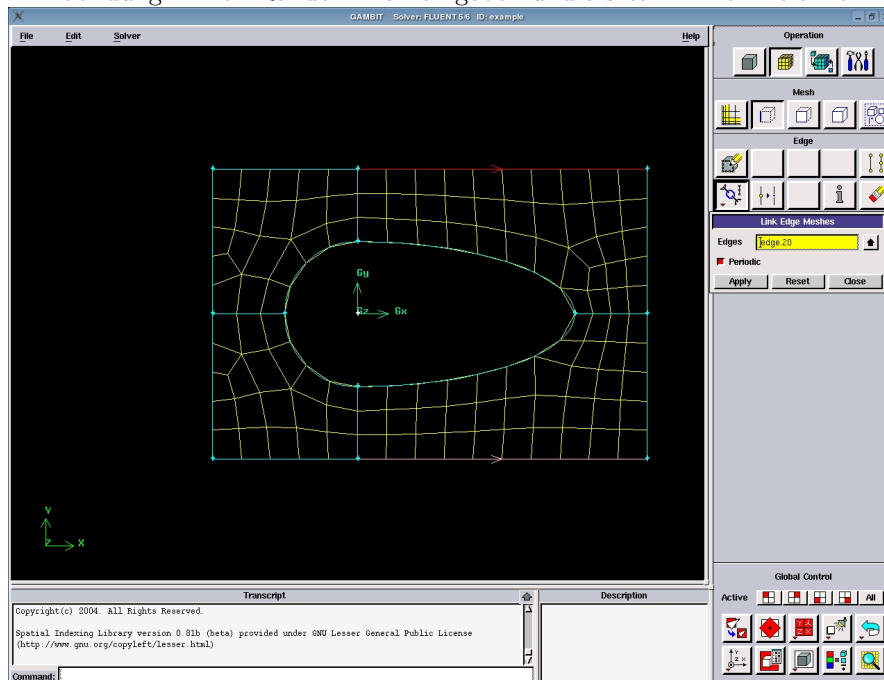 GAMBIT Solver: FLUENT 5/6 ID: example
File Edit Solver Help
Operation
Mesh
Edge
Link Edge Meshes
Edges edge.20
Periodic
Apply Reset Close
Gy
Gz Gx
Y
Z X
Global Control
Active All
Transcript
Description
Copyright(c) 2004. All Rights Reserved.
Spatial Indexing Library version 0.81b (beta) provided under GNU Lesser General Public License
(http://www.gnu.org/copyleft/lesser.html)
Command: